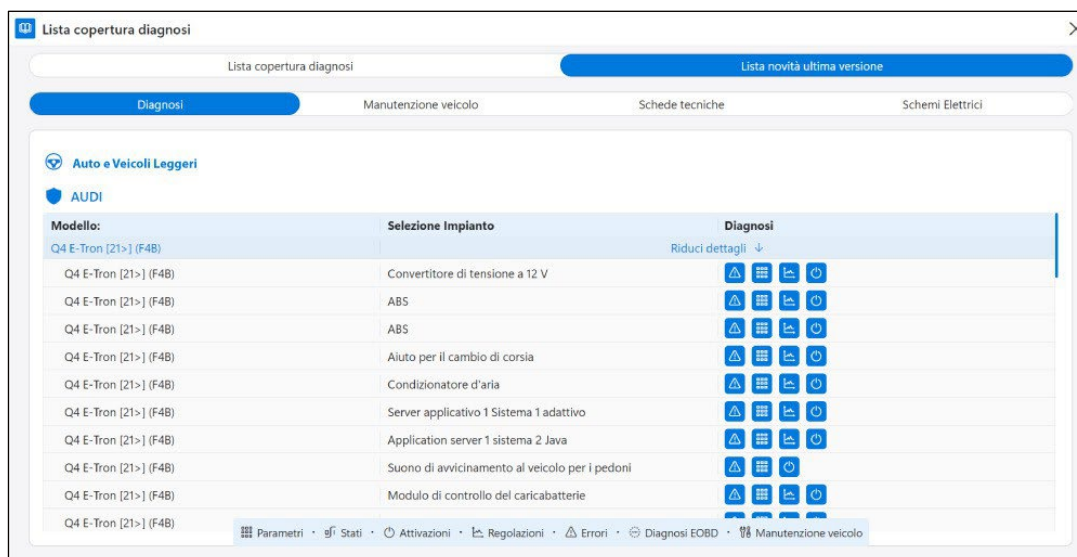 Lista copertura diagnosi
Lista copertura diagnosi Lista novità ultima versione
Diagnosi Manutenzione veicolo Schede tecniche Schemi Elettrici
Auto e Veicoli Leggeri
AUDI
Modello: Selezione Impianto Diagnosi
Q4 E-Tron [21>] (F4B) Riduci dettagli
Q4 E-Tron [21>] (F4B) Convertitore di tensione a 12 V
Q4 E-Tron [21>] (F4B) ABS
Q4 E-Tron [21>] (F4B) ABS
Q4 E-Tron [21>] (F4B) Aiuto per il cambio di corsia
Q4 E-Tron [21>] (F4B) Condizionatore d'aria
Q4 E-Tron [21>] (F4B) Server applicativo 1 Sistema 1 adattivo
Q4 E-Tron [21>] (F4B) Application server 1 sistema 2 Java
Q4 E-Tron [21>] (F4B) Suono di avvicinamento al veicolo per i pedoni
Q4 E-Tron [21>] (F4B) Modulo di controllo del caricabatterie
Q4 E-Tron [21>] (F4B)
Parametri · Stati · Attivazioni · Regolazioni · Errori · Diagnosi EOBD · Manutenzione veicolo